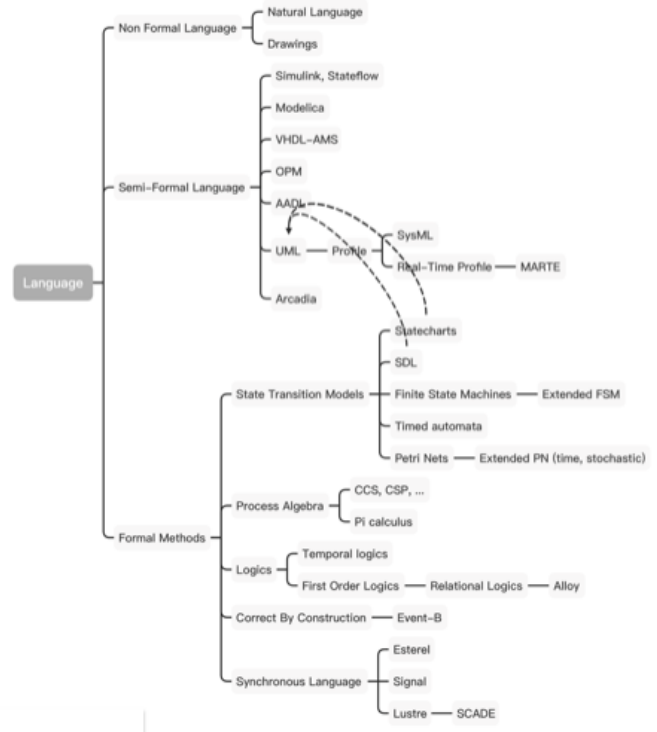 Language
Non Formal Language
Natural Language
Drawings
Semi-Formal Language
Simulink, Stateflow
Modelica
VHDL-AMS
OPM
AADL
UML
Profile
SysML
Real-Time Profile
MARTE
Arcadia
Formal Methods
State Transition Models
Statecharts
SDL
Finite State Machines
Extended FSM
Timed automata
Petri Nets
Extended PN (time, stochastic)
Process Algebra
CCS, CSP, ...
Pi calculus
Logics
Temporal logics
First Order Logics
Relational Logics
Alloy
Correct By Construction
Event-B
Synchronous Language
Esterel
Signal
Lustre
SCADE